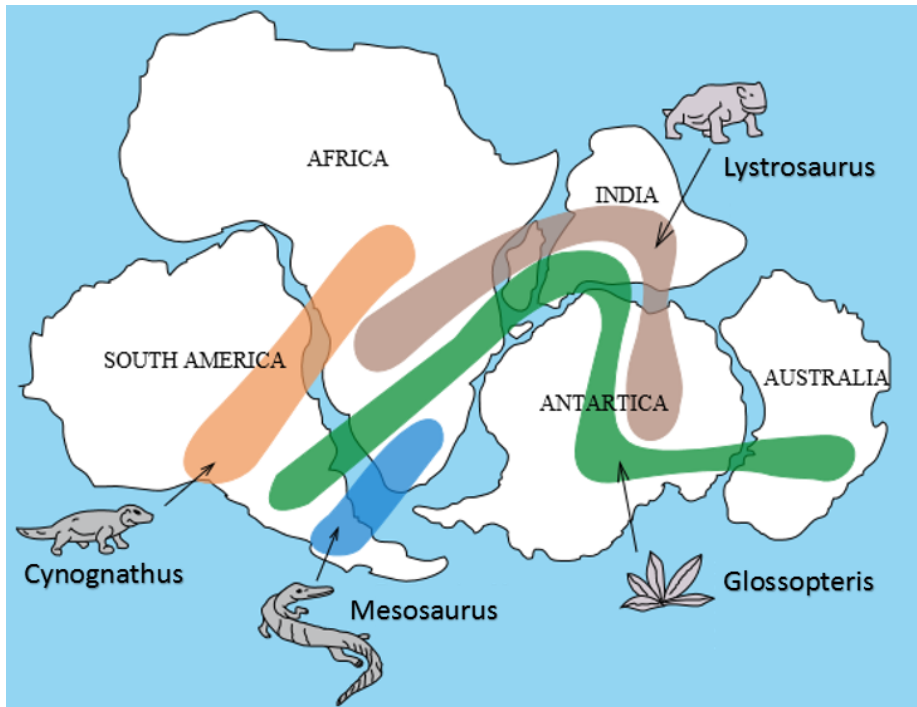 AFRICA
Lystrosaurus
INDIA
SOUTH AMERICA
AUSTRALIA
ANTARTICA
Cynognathus
Mesosaurus
Glossopteris